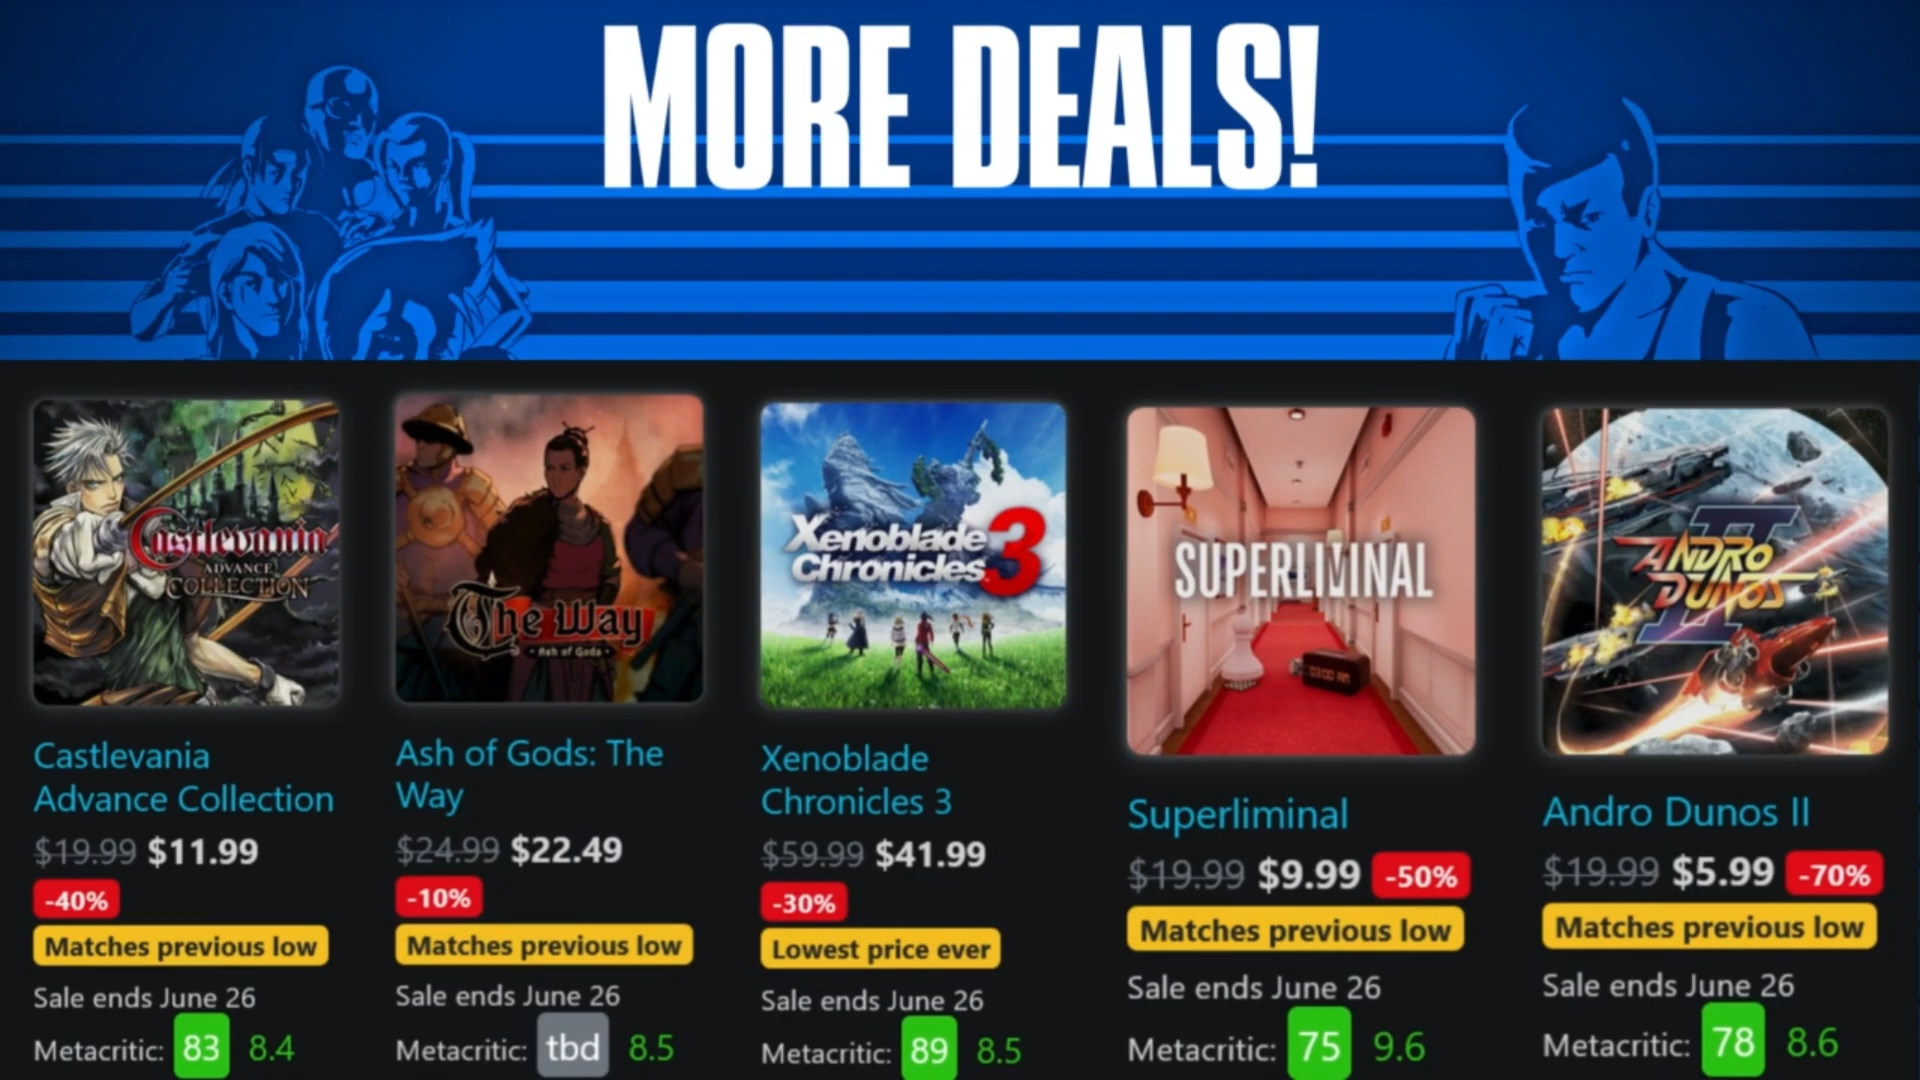 MORE DEALS!
Castlevania
ADVANCE
COLLECTION
The Way
• Ash of Gods •
Xenoblade
Chronicles 3
SUPERLIMINAL
03:00 AM
II
ANDRO
DUNOS
Castlevania
Advance Collection
$19.99 $11.99
-40%
Matches previous low
Sale ends June 26
Metacritic: 83 8.4
Ash of Gods: The
Way
$24.99 $22.49
-10%
Matches previous low
Sale ends June 26
Metacritic: tbd 8.5
Xenoblade
Chronicles 3
$59.99 $41.99
-30%
Lowest price ever
Sale ends June 26
Metacritic: 89 8.5
Superliminal
$19.99 $9.99 -50%
Matches previous low
Sale ends June 26
Metacritic: 75 9.6
Andro Dunos II
$19.99 $5.99 -70%
Matches previous low
Sale ends June 26
Metacritic: 78 8.6